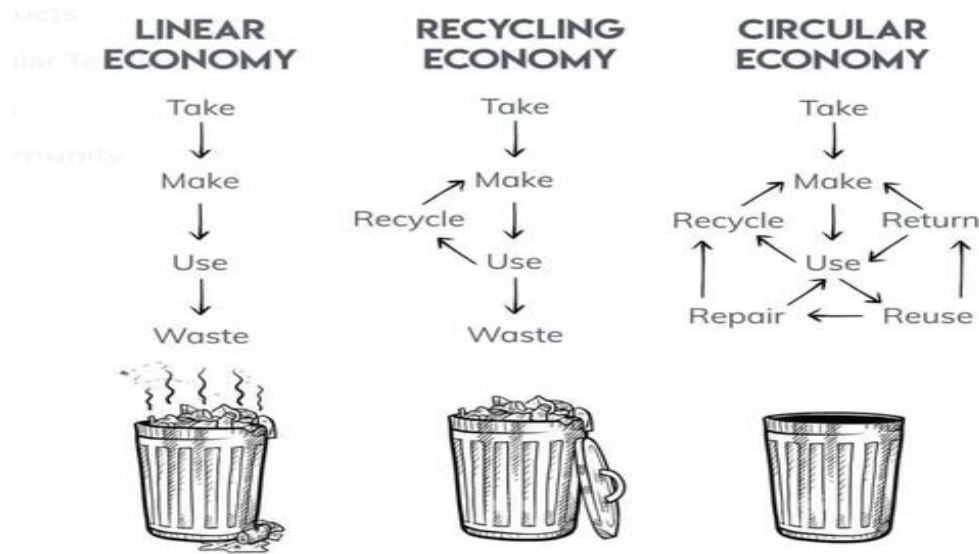 LINEAR
ECONOMY
Take
Make
Use
Waste
RECYCLING
ECONOMY
Take
Make
Recycle
Use
Waste
CIRCULAR
ECONOMY
Take
Make
Recycle
Return
Use
Repair
Reuse